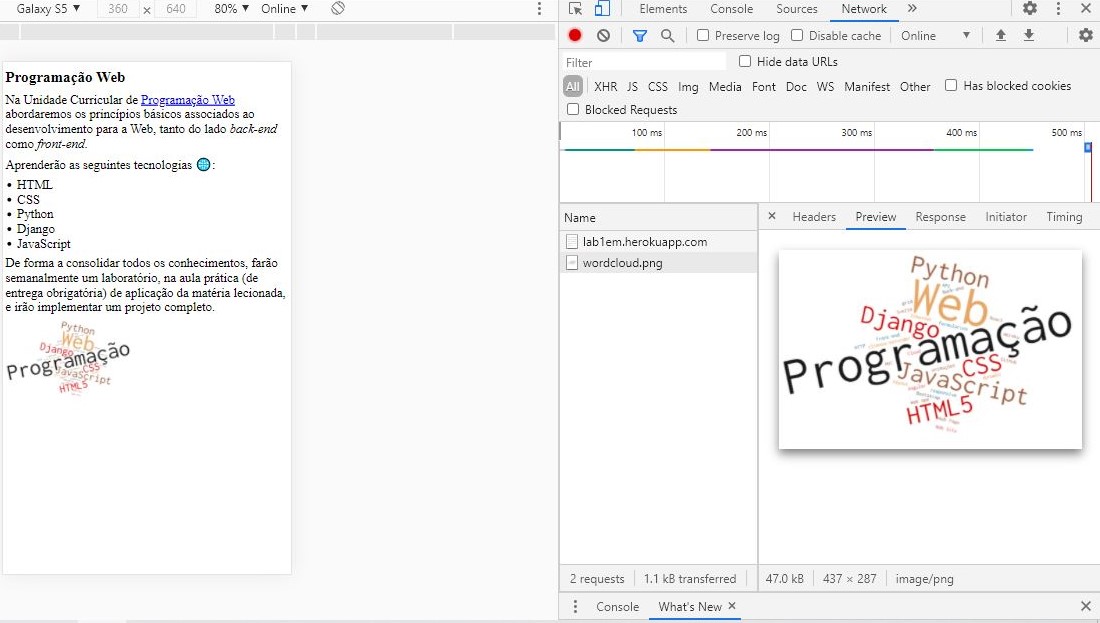 Galaxy S5 ▼ 360 × 640 80% ▼ Online ▼
Programação Web
Na Unidade Curricular de Programação Web
abordaremos os princípios básicos associados ao
desenvolvimento para a Web, tanto do lado back-end
como front-end.
Aprenderão as seguintes tecnologias 🌐:
• HTML
• CSS
• Python
• Django
• JavaScript
De forma a consolidar todos os conhecimentos, farão
semanalmente um laboratório, na aula prática (de
entrega obrigatória) de aplicação da matéria lecionada,
e irão implementar um projeto completo.
Python
Web
Django
Programação
CSS
JavaScript
HTML5
Elements Console Sources Network »
Preserve log Disable cache Online ▼
Filter Hide data URLs
All XHR JS CSS Img Media Font Doc WS Manifest Other Has blocked cookies
Blocked Requests
100 ms 200 ms 300 ms 400 ms 500 ms
Name
lab1em.herokuapp.com
wordcloud.png
2 requests 1.1 kB transferred
× Headers Preview Response Initiator Timing
Python
Web
Django
Programação
CSS
JavaScript
HTML5
47.0 kB 437 × 287 image/png
Console What's New ×